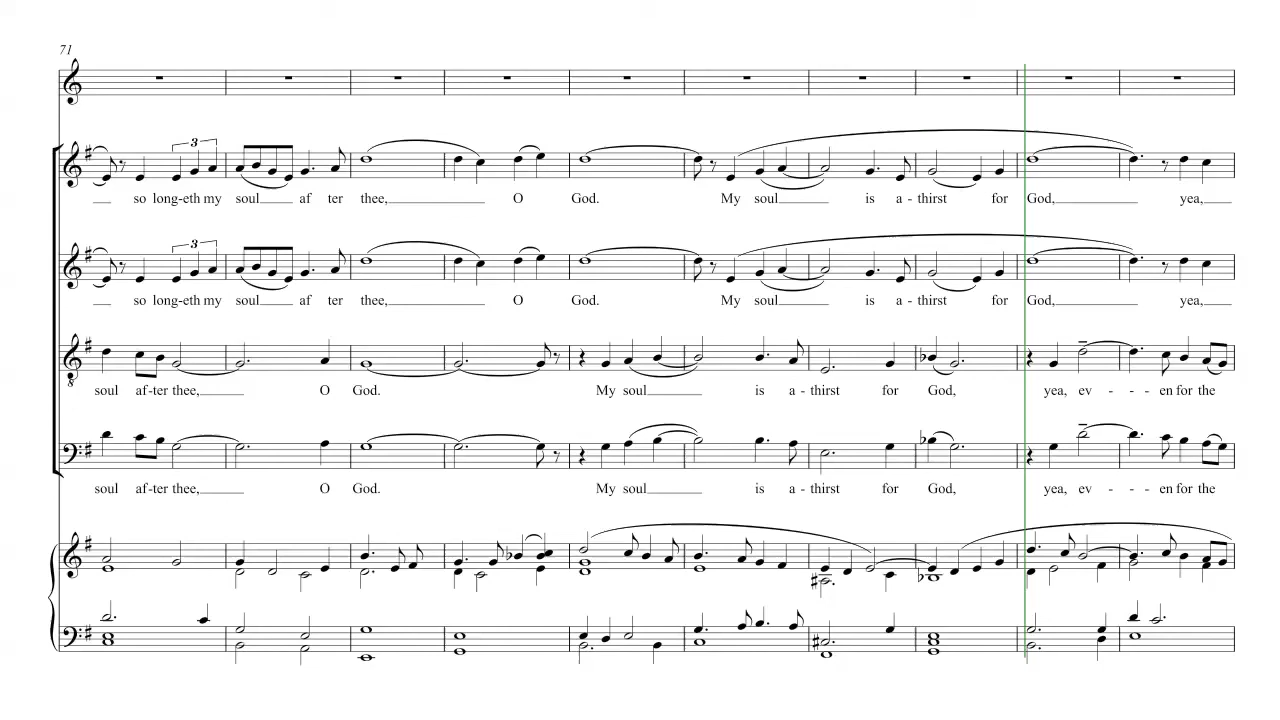 71
3
so long-eth my soul af ter thee, O God. My soul is a - thirst for God, yea,
3
so long-eth my soul af ter thee, O God. My soul is a - thirst for God, yea,
soul af-ter thee, O God. My soul is a - thirst for God, yea, ev - - - en for the
8
soul af-ter thee, O God. My soul is a - thirst for God, yea, ev - - - en for the